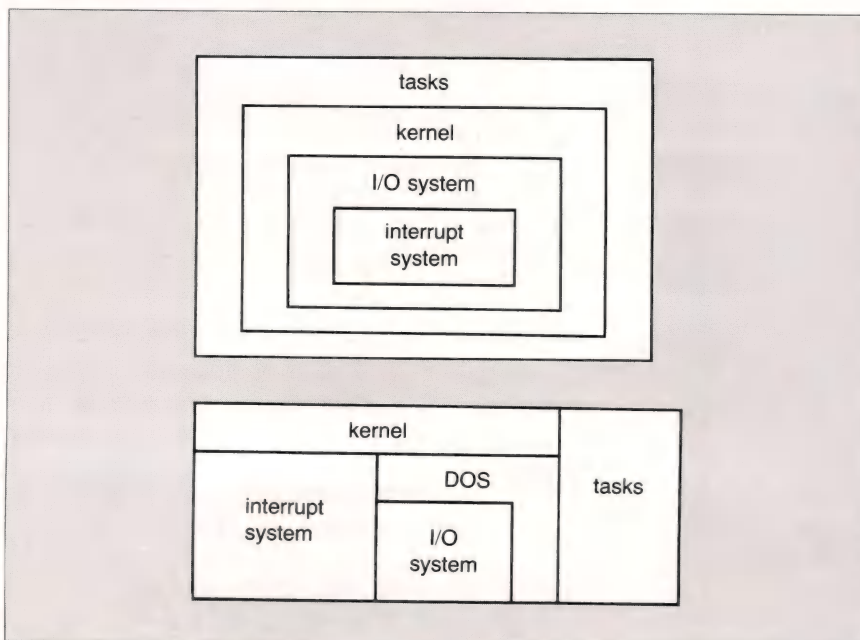 tasks
kernel
I/O system
interrupt
system
kernel
DOS
tasks
interrupt
system
I/O
system